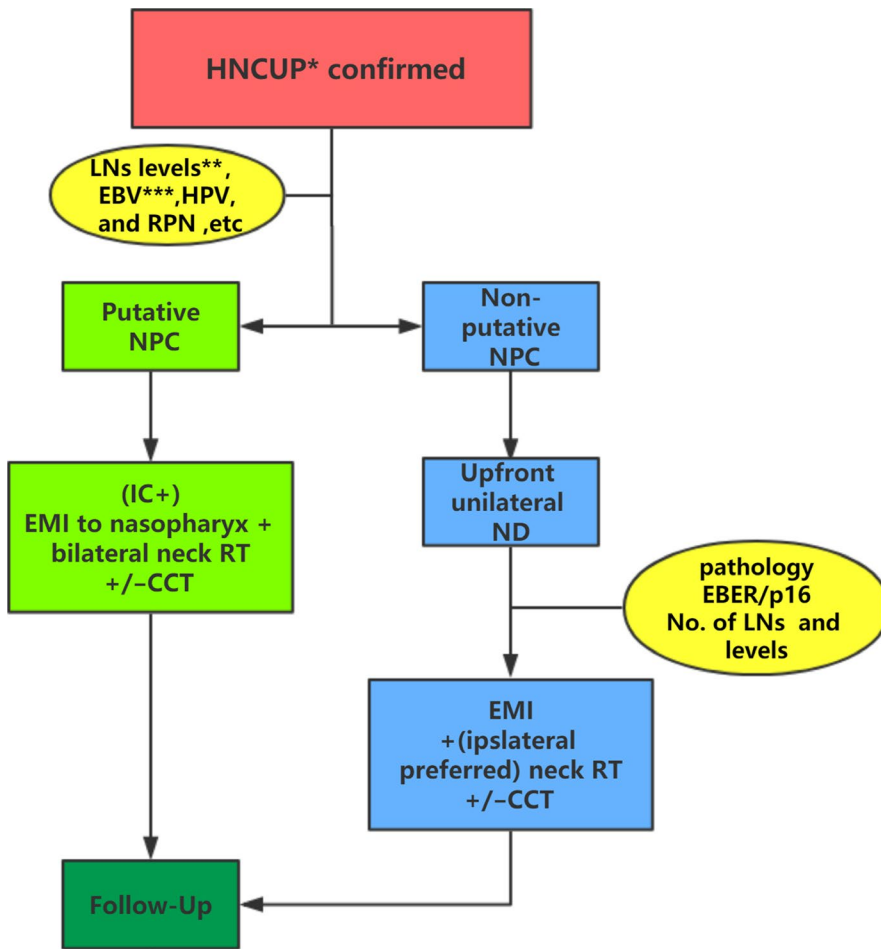 HNCUP* confirmed
LNs levels**,
EBV***,HPV,
and RPN ,etc
Putative
NPC
Non-
putative
NPC
(IC+)
EMI to nasopharyx +
bilateral neck RT
+/−CCT
Upfront
unilateral
ND
pathology
EBER/p16
No. of LNs and
levels
EMI
+(ipslateral
preferred) neck RT
+/−CCT
Follow-Up